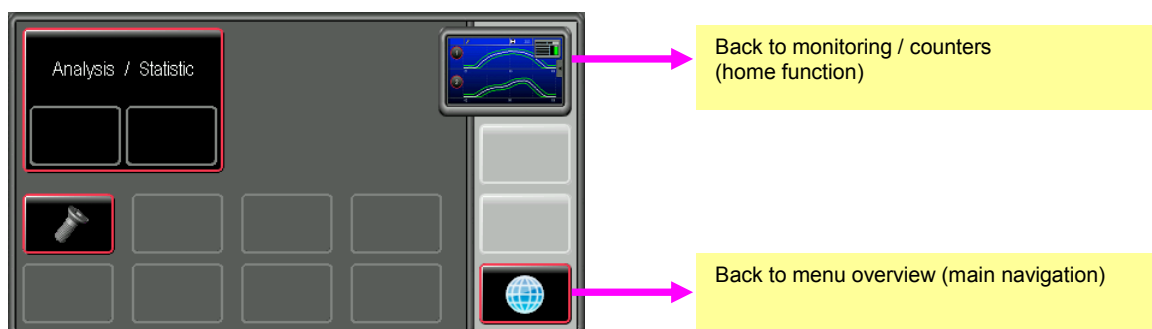 Analysis / Statistic
Back to monitoring / counters
(home function)
Back to menu overview (main navigation)